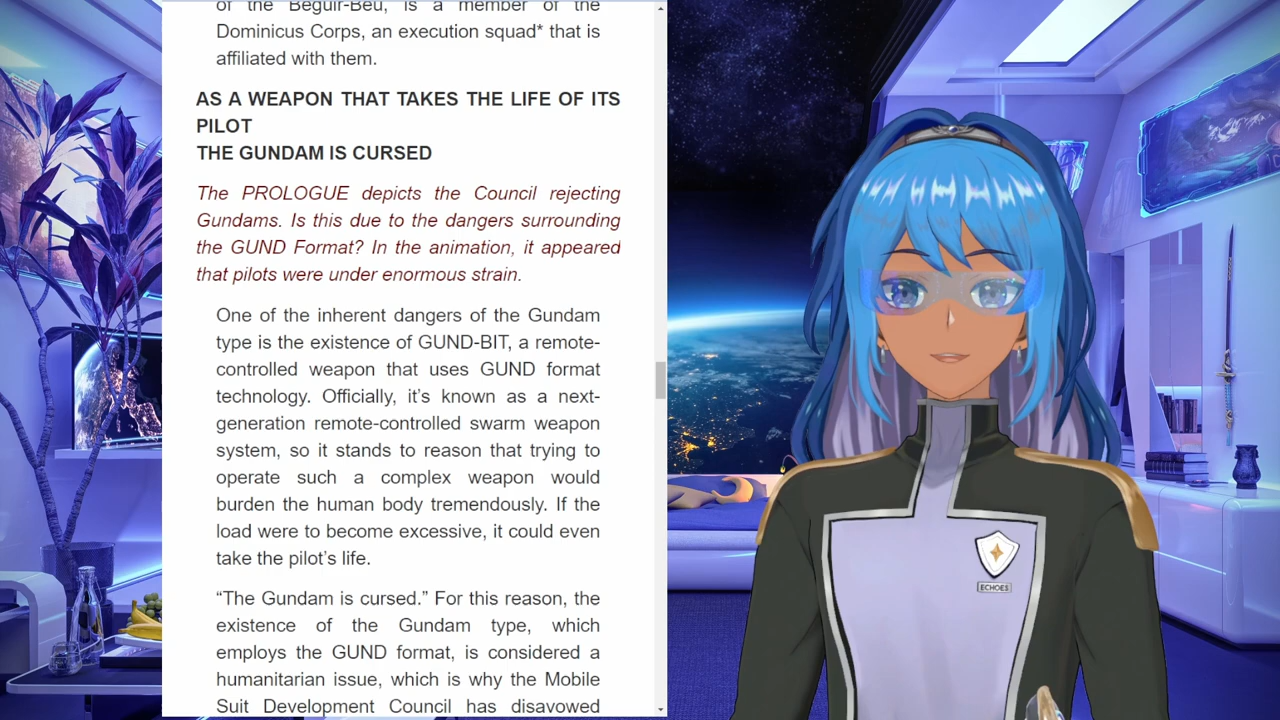 of the Beguir-Beu, is a member of the
Dominicus Corps, an execution squad* that is
affiliated with them.
AS A WEAPON THAT TAKES THE LIFE OF ITS
PILOT
THE GUNDAM IS CURSED
The PROLOGUE depicts the Council rejecting
Gundams. Is this due to the dangers surrounding
the GUND Format? In the animation, it appeared
that pilots were under enormous strain.
One of the inherent dangers of the Gundam
type is the existence of GUND-BIT, a remote-
controlled weapon that uses GUND format
technology. Officially, it’s known as a next-
generation remote-controlled swarm weapon
system, so it stands to reason that trying to
operate such a complex weapon would
burden the human body tremendously. If the
load were to become excessive, it could even
take the pilot’s life.
“The Gundam is cursed.” For this reason, the
existence of the Gundam type, which
employs the GUND format, is considered a
humanitarian issue, which is why the Mobile
Suit Development Council has disavowed
ECHOES